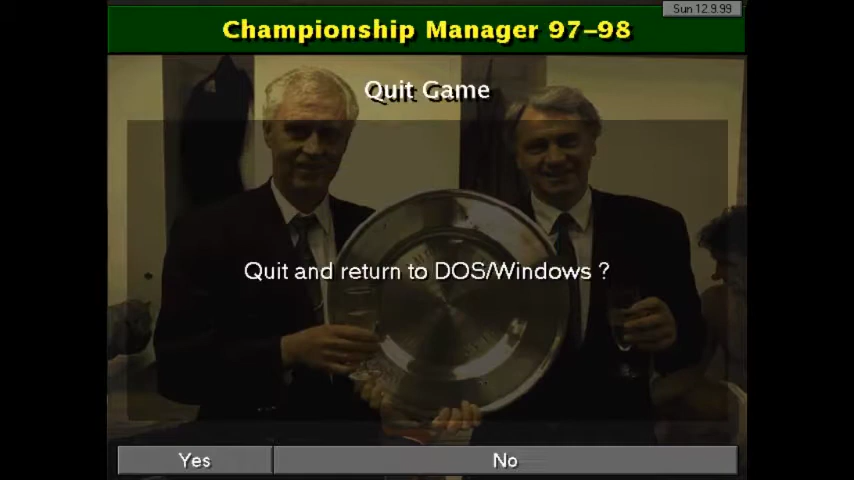 Sun 12.9.99
Championship Manager 97–98
Quit Game
Quit and return to DOS/Windows ?
Yes
No